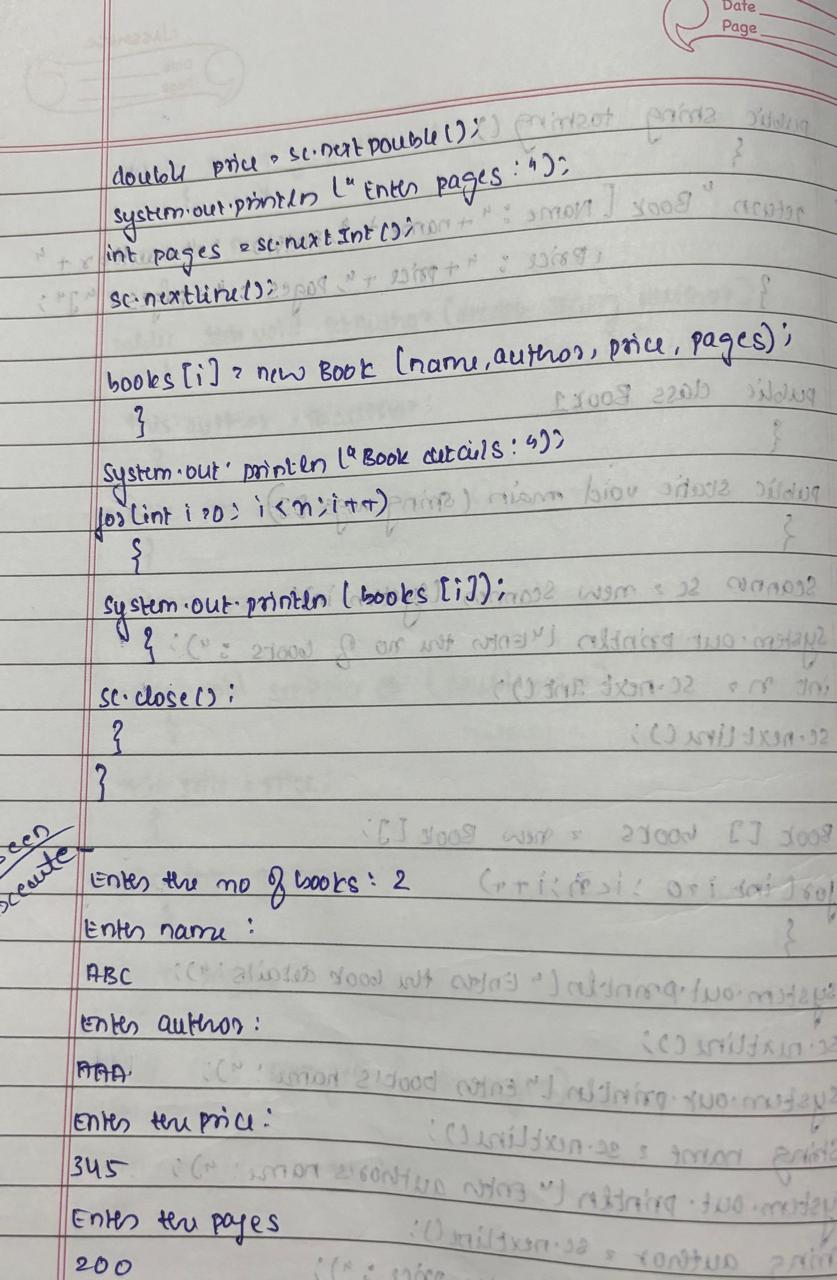 Date
Page
double price = sc.nextDouble();
System.out.println ("Enter pages : ");
int pages = sc.nextInt();
sc.nextline();
books[i] = new Book (name, author, price, pages);
}
System.out.println ("Book details : ");
for(int i=0; i<n; i++)
{
System.out.println (books [i]);
}
sc.close();
}
}
Enter the no of books: 2
Enter name :
ABC
Enter author :
AAA
Enter the price :
345
Enter the pages
200